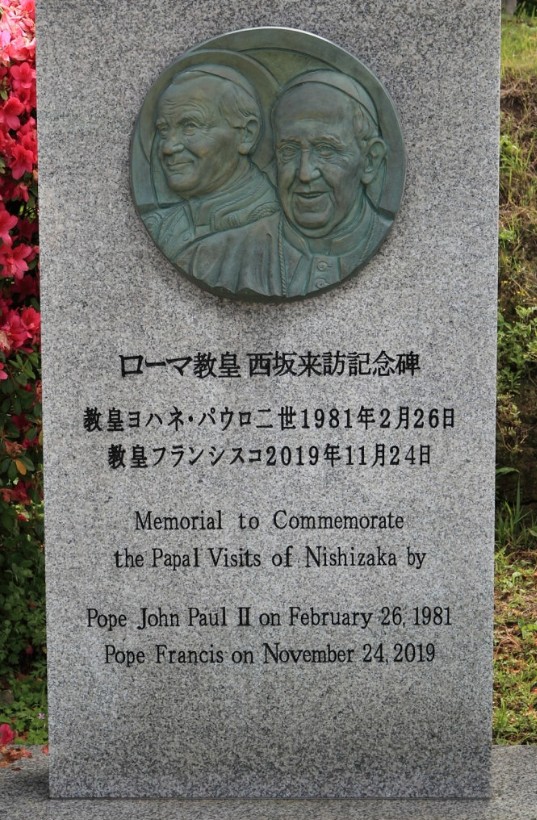 ローマ教皇 西坂来訪記念碑
教皇ヨハネ・パウロ二世1981年2月26日
教皇フランシスコ2019年11月24日
Memorial to Commemorate
the Papal Visits of Nishizaka by
Pope John Paul II on February 26, 1981
Pope Francis on November 24, 2019